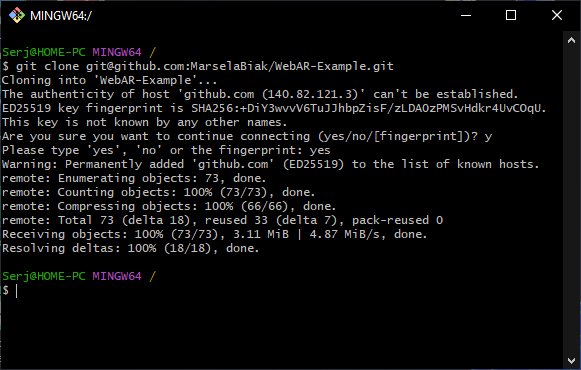 MINGW64:/
Serj@HOME-PC MINGW64 /
$ git clone git@github.com:MarselaBiak/WebAR-Example.git
Cloning into 'WebAR-Example'...
The authenticity of host 'github.com (140.82.121.3)' can't be established.
ED25519 key fingerprint is SHA256:+DiY3wvvV6TuJJhbpZisF/zLDAOzPMSvHdkr4UvCOqU.
This key is not known by any other names.
Are you sure you want to continue connecting (yes/no/[fingerprint])? y
Please type 'yes', 'no' or the fingerprint: yes
Warning: Permanently added 'github.com' (ED25519) to the list of known hosts.
remote: Enumerating objects: 73, done.
remote: Counting objects: 100% (73/73), done.
remote: Compressing objects: 100% (66/66), done.
remote: Total 73 (delta 18), reused 33 (delta 7), pack-reused 0
Receiving objects: 100% (73/73), 3.11 MiB | 4.87 MiB/s, done.
Resolving deltas: 100% (18/18), done.
Serj@HOME-PC MINGW64 /
$